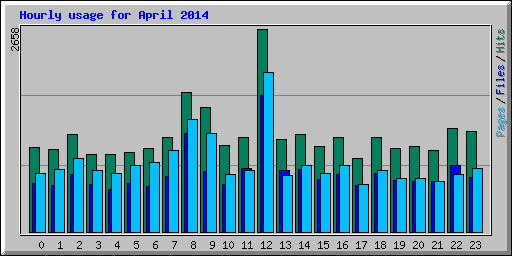 Hourly usage for April 2014
2658
Pages / Files / Hits
0 1 2 3 4 5 6 7 8 9 10 11 12 13 14 15 16 17 18 19 20 21 22 23